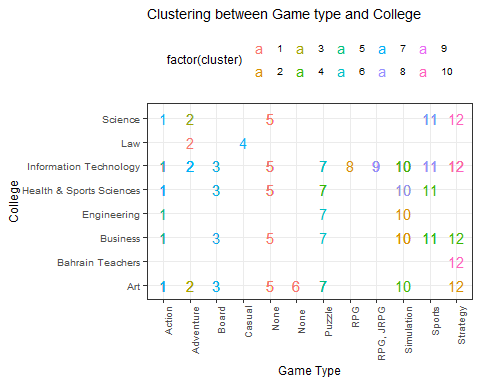 Clustering between Game type and College
factor(cluster) a 1 a 3 a 5 a 7 a 9
a 2 a 4 a 6 a 8 a 10
College
Science 1 2 5 11 12
Law 2 4
Information Technology 1 2 3 5 7 8 9 10 11 12
Health & Sports Sciences 1 3 5 7 10 11
Engineering 1 7 10
Business 1 3 5 7 10 11 12
Bahrain Teachers 12
Art 1 2 3 5 6 7 10 12
Action Adventure Board Casual None None Puzzle RPG RPG, JRPG Simulation Sports Strategy
Game Type